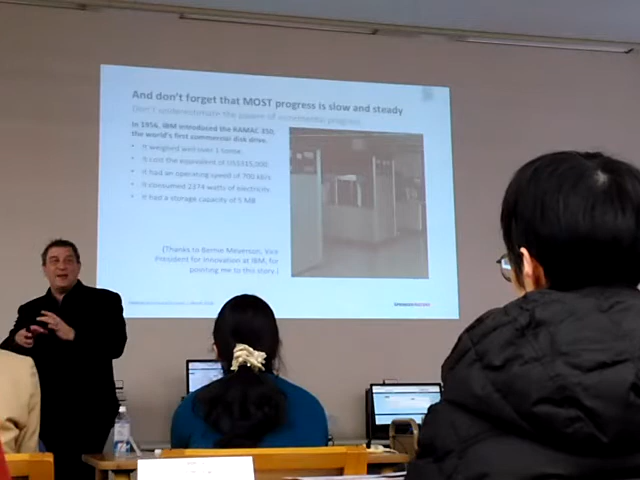 And don't forget that MOST progress is slow and steady
Don't underestimate the power of incremental progress
In 1956, IBM introduced the RAMAC 350,
the world's first commercial disk drive.
• It weighed well over 1 tonne.
• It cost the equivalent of US$315,000.
• It had an operating speed of 700 kb/s
• It consumed 2374 watts of electricity.
• It had a storage capacity of 5 MB
(Thanks to Bernie Meyerson, Vice
President for Innovation at IBM, for
pointing me to this story.)